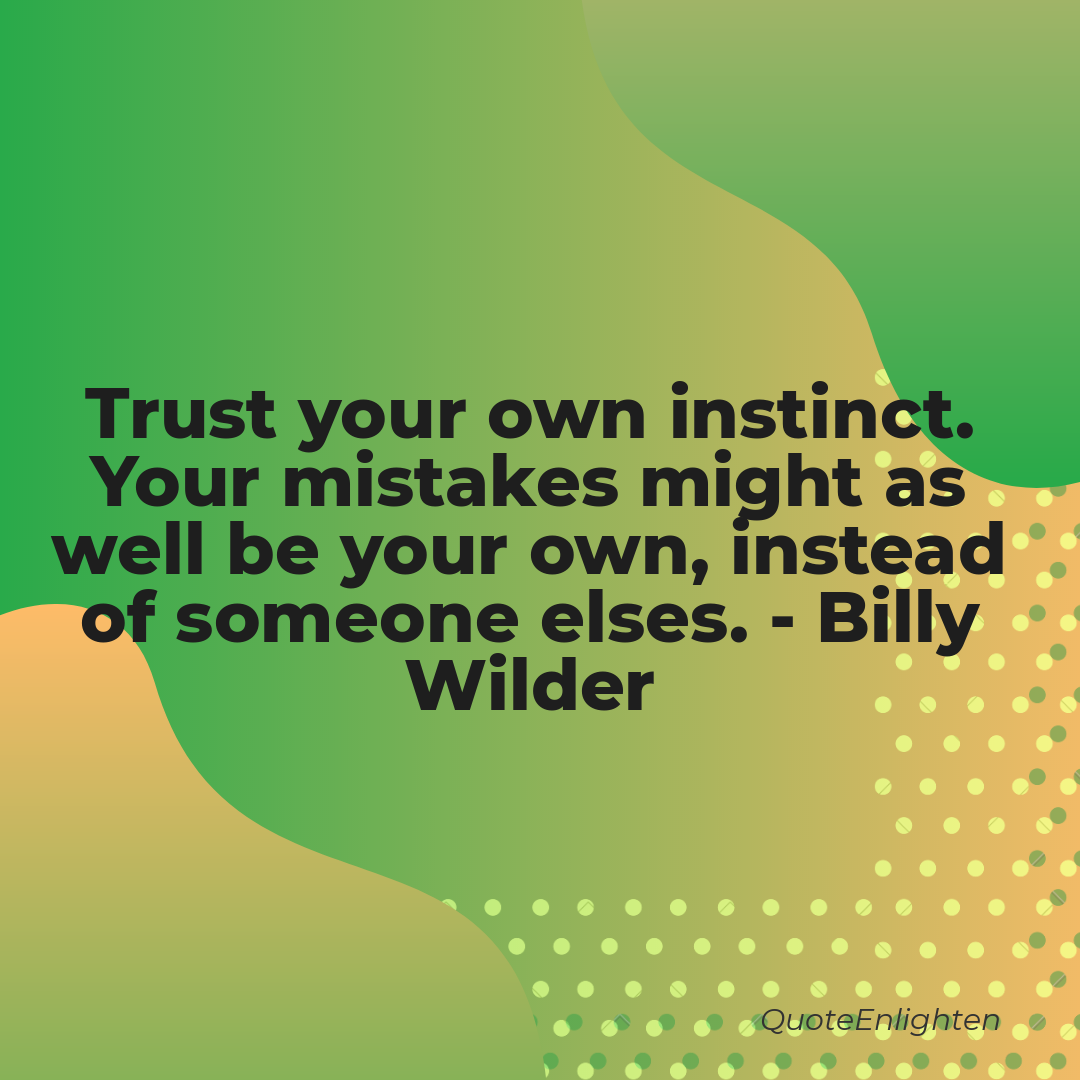 Trust your own instinct.
Your mistakes might as
well be your own, instead
of someone elses. - Billy
Wilder
QuoteEnlighten